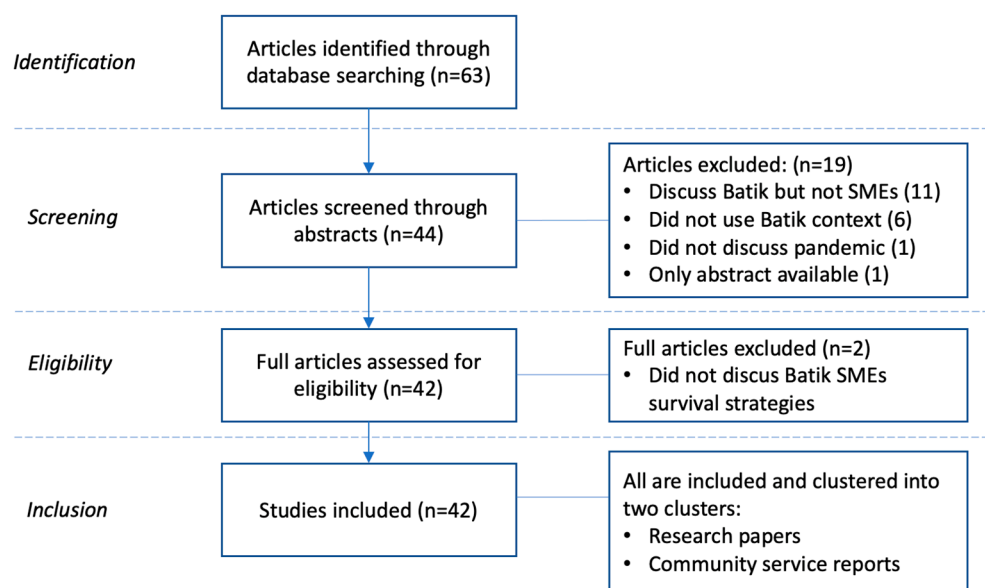 Identification
Articles identified through
database searching (n=63)
Screening
Articles screened through
abstracts (n=44)
Articles excluded: (n=19)
• Discuss Batik but not SMEs (11)
• Did not use Batik context (6)
• Did not discuss pandemic (1)
• Only abstract available (1)
Eligibility
Full articles assessed for
eligibility (n=42)
Full articles excluded (n=2)
• Did not discus Batik SMEs
survival strategies
Inclusion
Studies included (n=42)
All are included and clustered into
two clusters:
• Research papers
• Community service reports